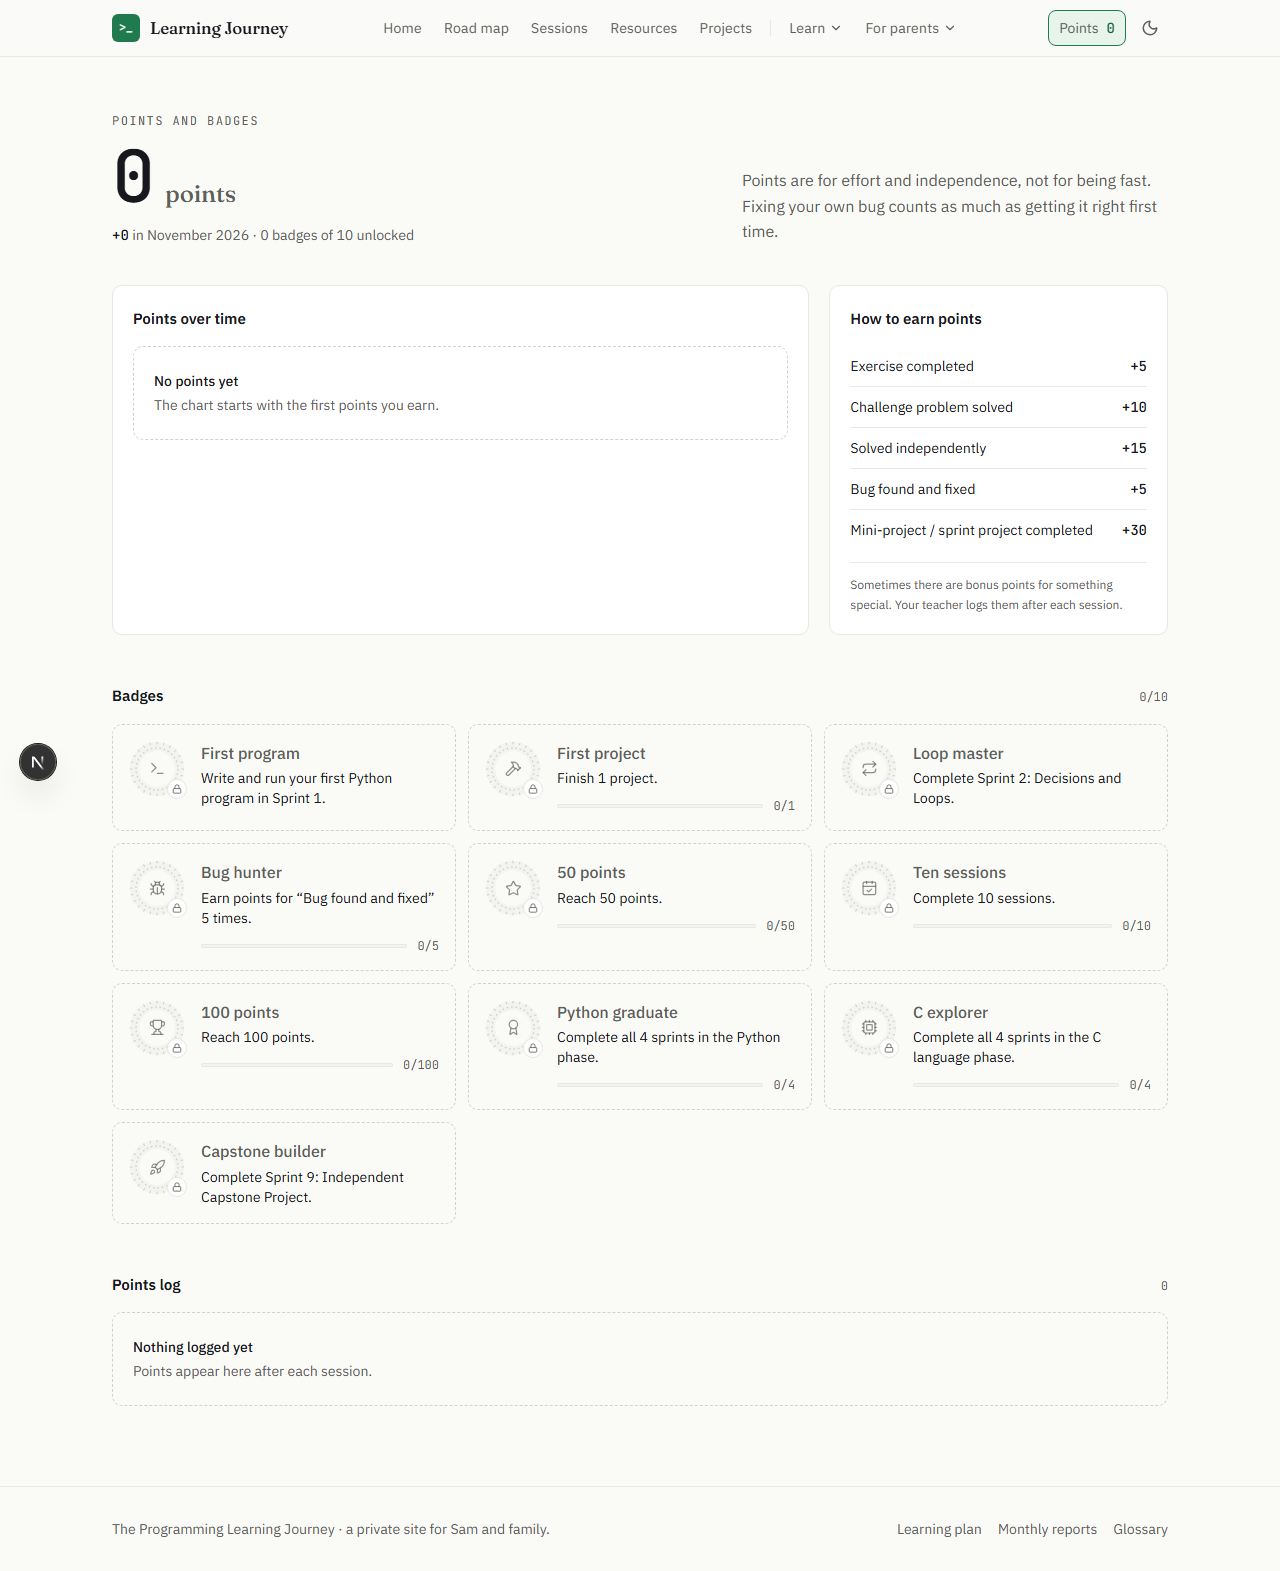 >_ Learning Journey
Home Road map Sessions Resources Projects Learn For parents Points 0
POINTS AND BADGES
0 points
Points are for effort and independence, not for being fast.
Fixing your own bug counts as much as getting it right first
time.
+0 in November 2026 · 0 badges of 10 unlocked
Points over time
No points yet
The chart starts with the first points you earn.
How to earn points
Exercise completed +5
Challenge problem solved +10
Solved independently +15
Bug found and fixed +5
Mini-project / sprint project completed +30
Sometimes there are bonus points for something
special. Your teacher logs them after each session.
Badges 0/10
First program
Write and run your first Python
program in Sprint 1.
First project
Finish 1 project.
0/1
Loop master
Complete Sprint 2: Decisions and
Loops.
N
Bug hunter
Earn points for “Bug found and fixed”
5 times.
0/5
50 points
Reach 50 points.
0/50
Ten sessions
Complete 10 sessions.
0/10
100 points
Reach 100 points.
0/100
Python graduate
Complete all 4 sprints in the Python
phase.
0/4
C explorer
Complete all 4 sprints in the C
language phase.
0/4
Capstone builder
Complete Sprint 9: Independent
Capstone Project.
Points log 0
Nothing logged yet
Points appear here after each session.
The Programming Learning Journey · a private site for Sam and family.
Learning plan Monthly reports Glossary